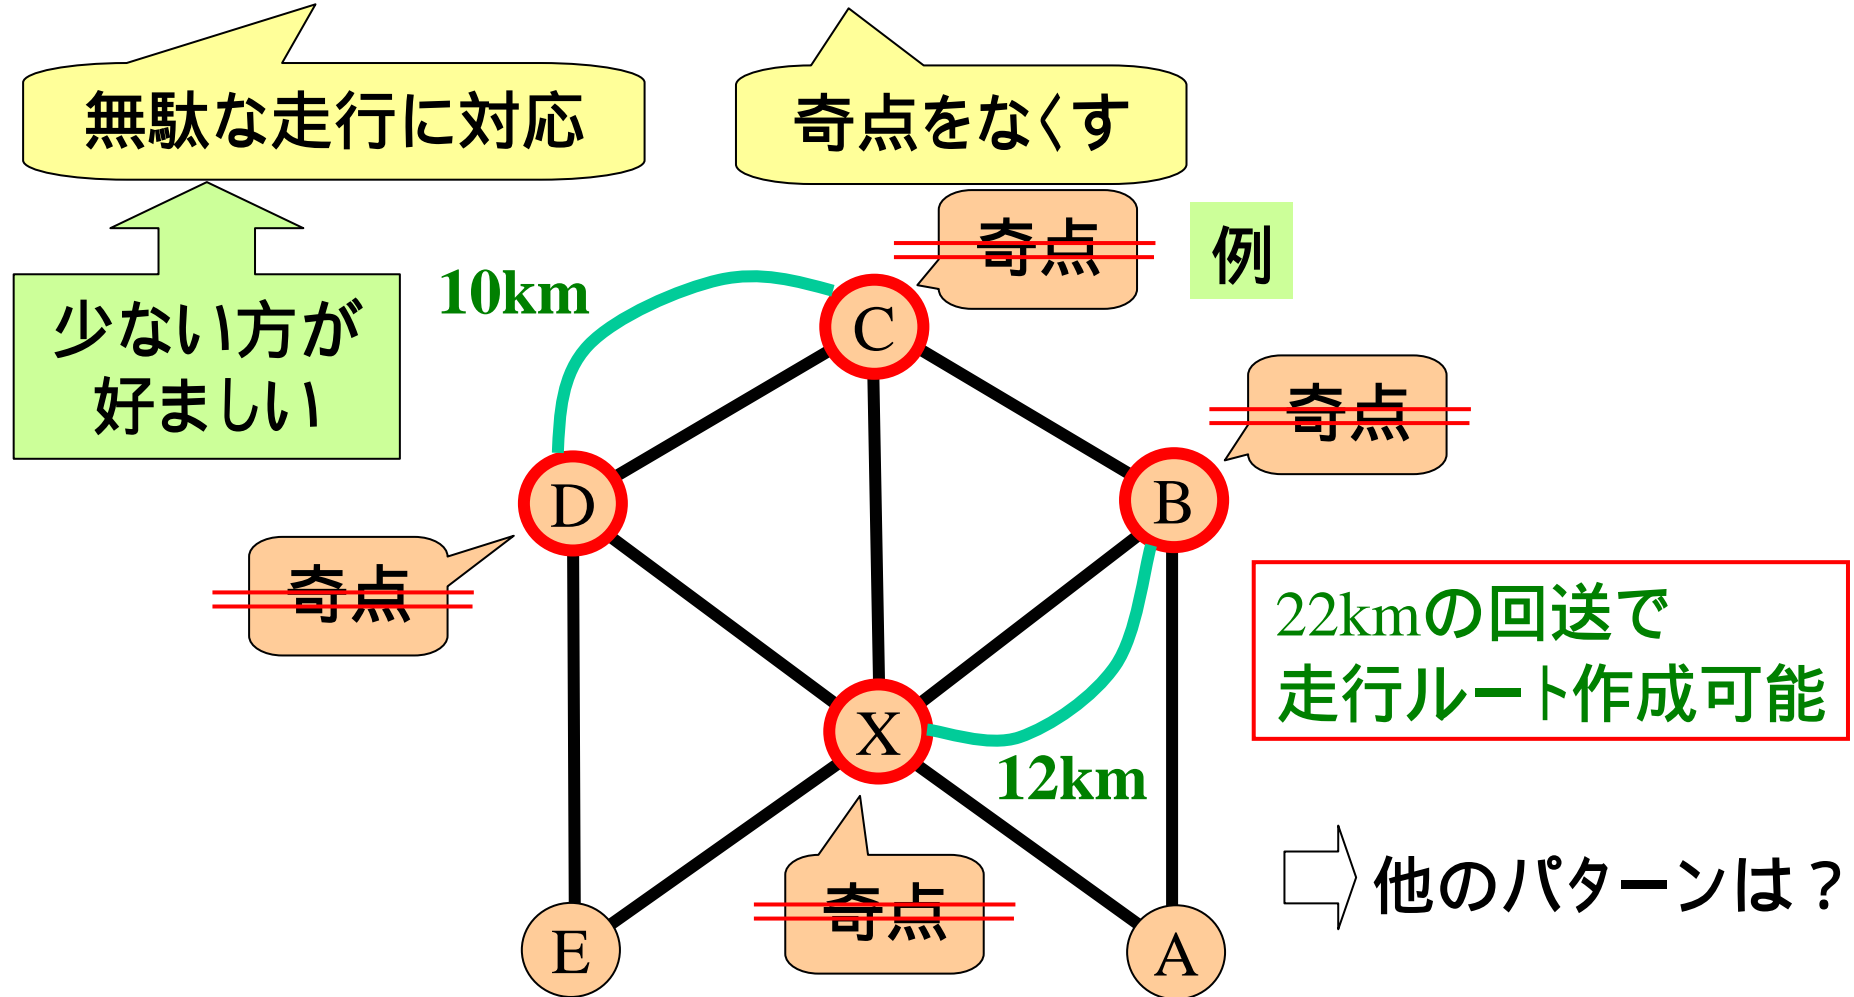 無駄な走行に対応
奇点をなくす
奇点
例
少ない方が
好ましい
10km
C
奇点
D
B
奇点
22kmの回送で
走行ルート作成可能
X
12km
他のパターンは？
奇点
E
A